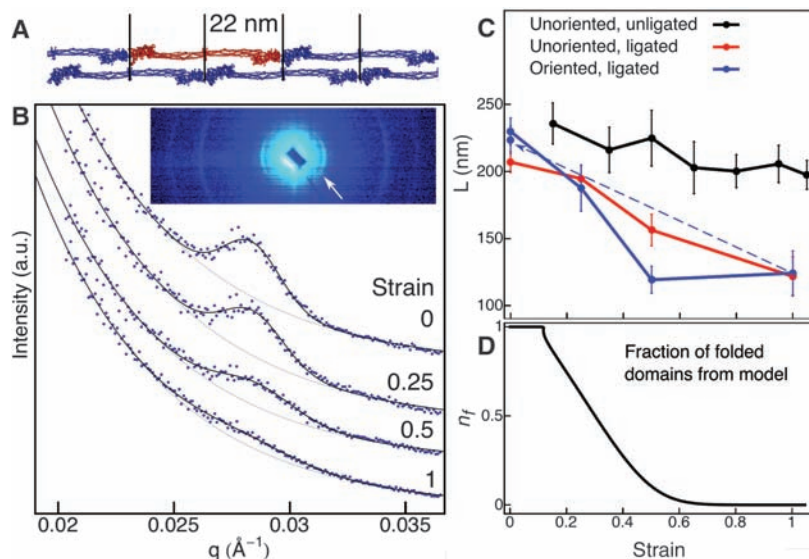 A
22 nm
B
Intensity (a.u.)
Strain
0
0.25
0.5
1
0.02
0.025
0.03
0.035
q (Å⁻¹)
C
Unoriented, unligated
Unoriented, ligated
Oriented, ligated
L (nm)
250
200
150
100
D
Fraction of folded
domains from model
n_f
1
0.5
0
0
0.2
0.4
0.6
0.8
1
Strain